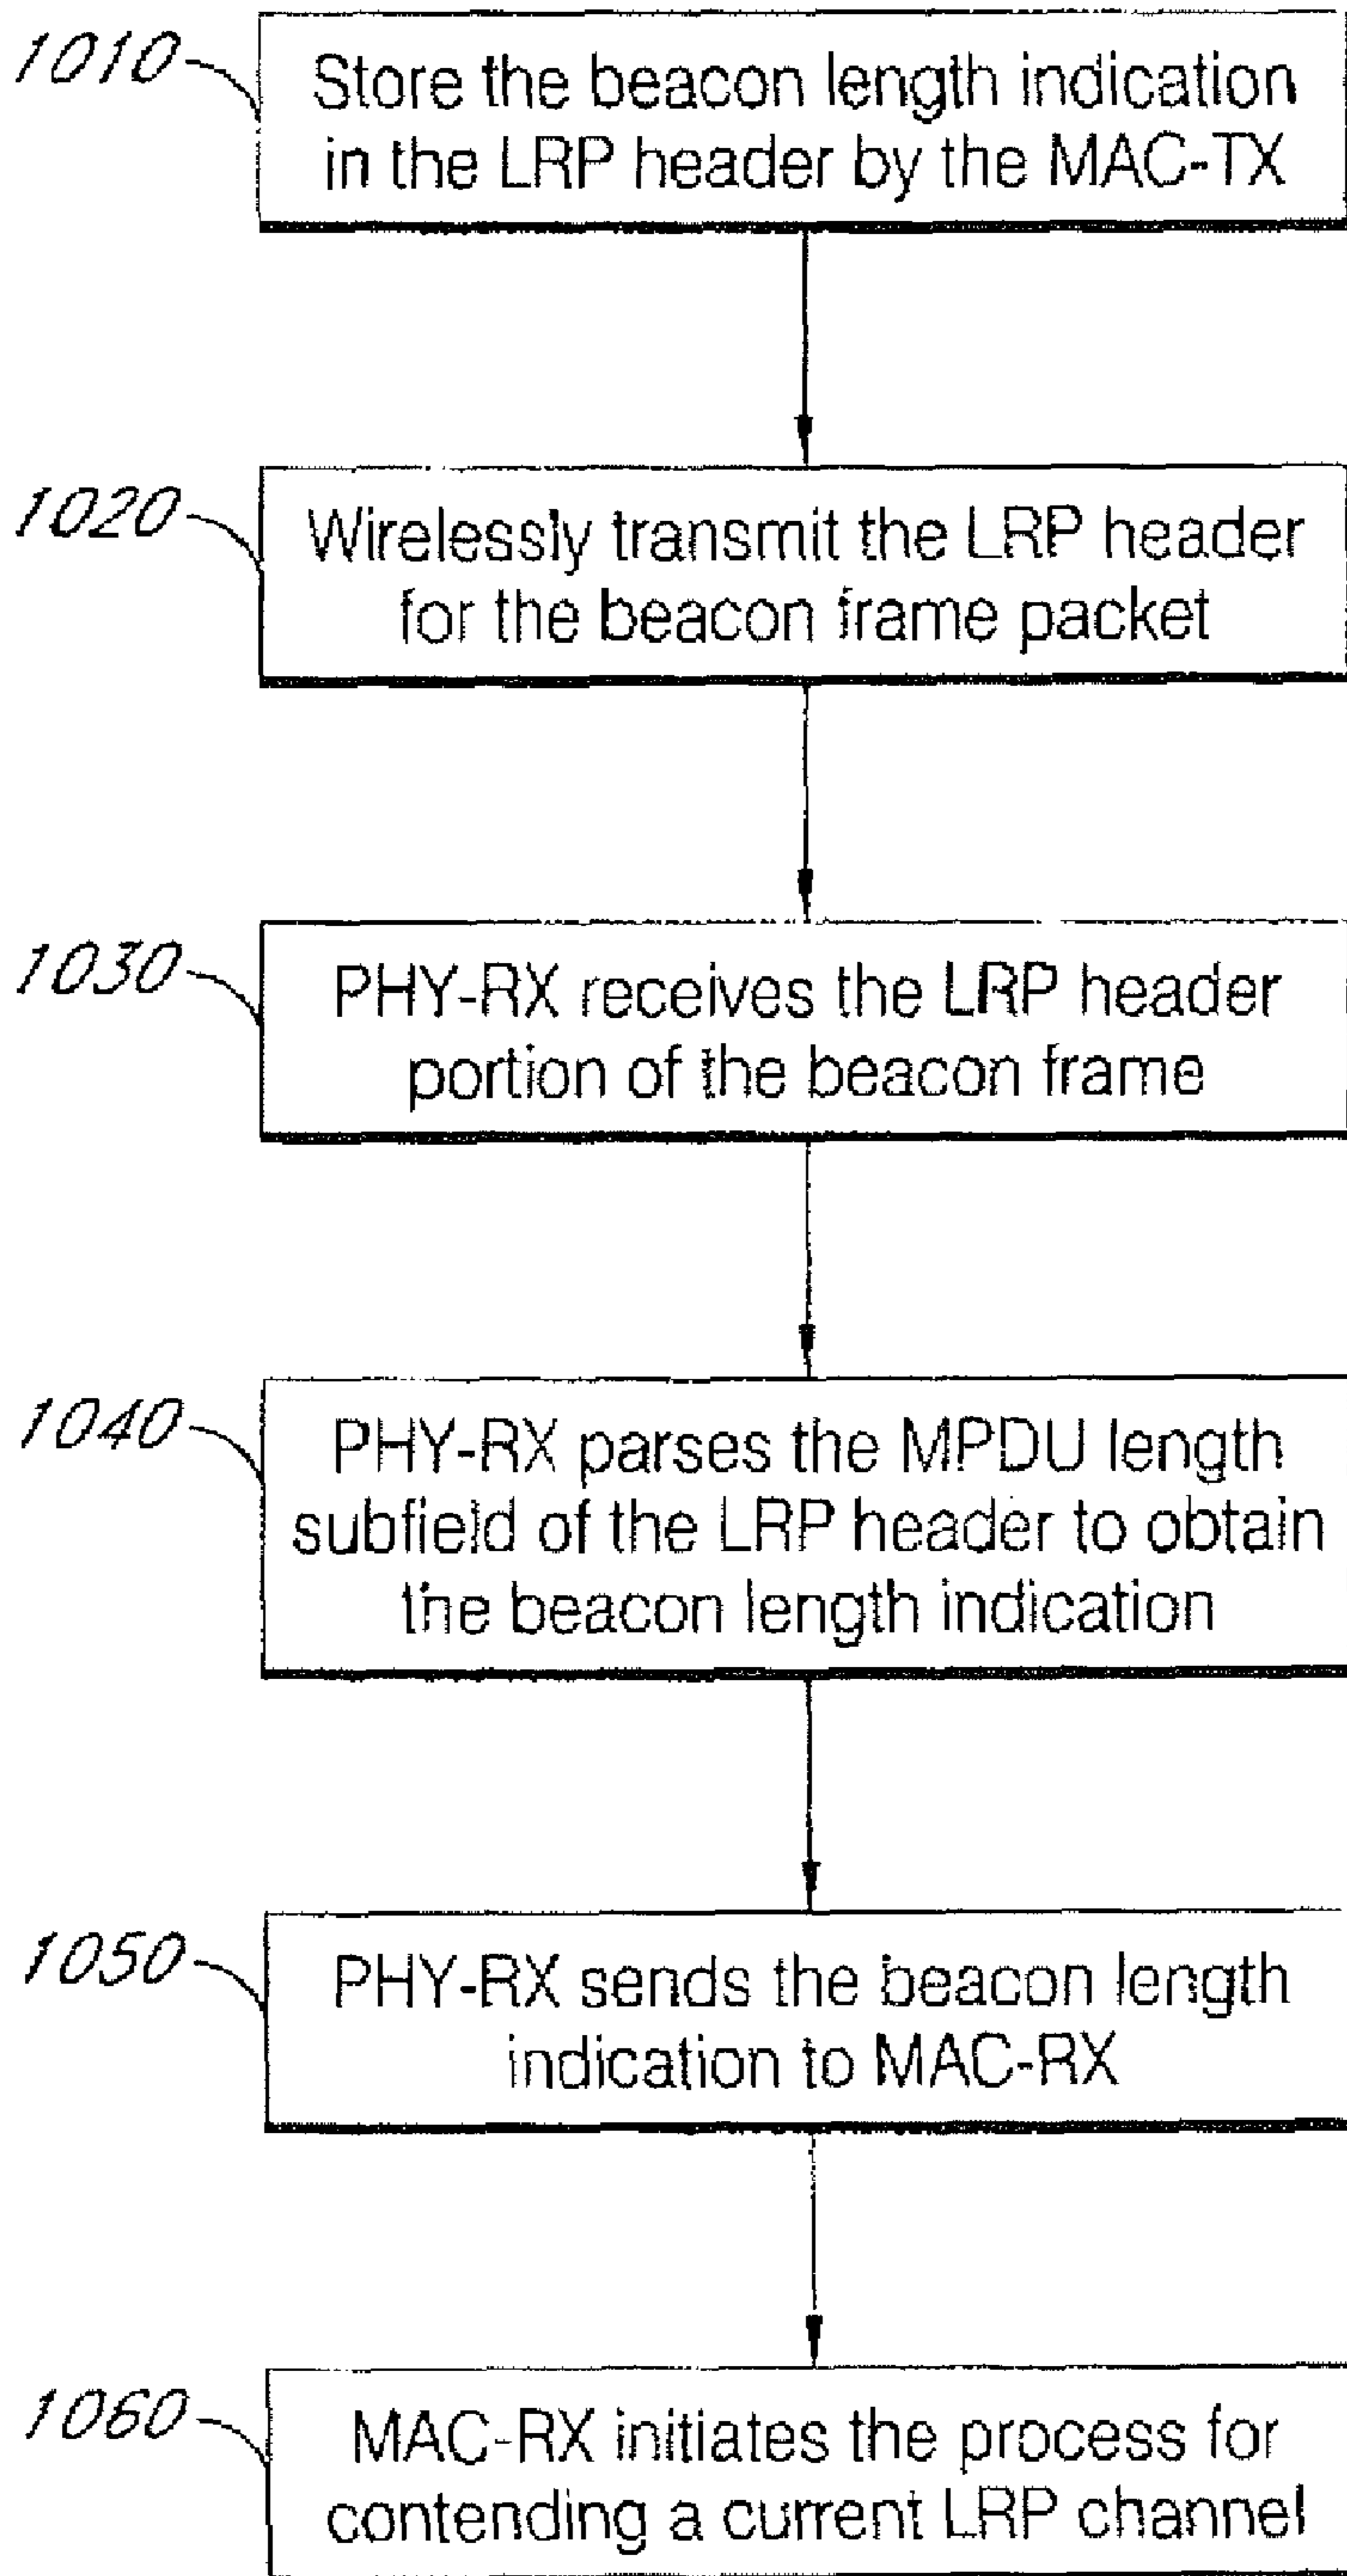 1010
Store the beacon length indication
in the LRP header by the MAC-TX
1020
Wirelessly transmit the LRP header
for the beacon frame packet
1030
PHY-RX receives the LRP header
portion of the beacon frame
1040
PHY-RX parses the MPDU length
subfield of the LRP header to obtain
the beacon length indication
1050
PHY-RX sends the beacon length
indication to MAC-RX
1060
MAC-RX initiates the process for
contending a current LRP channel